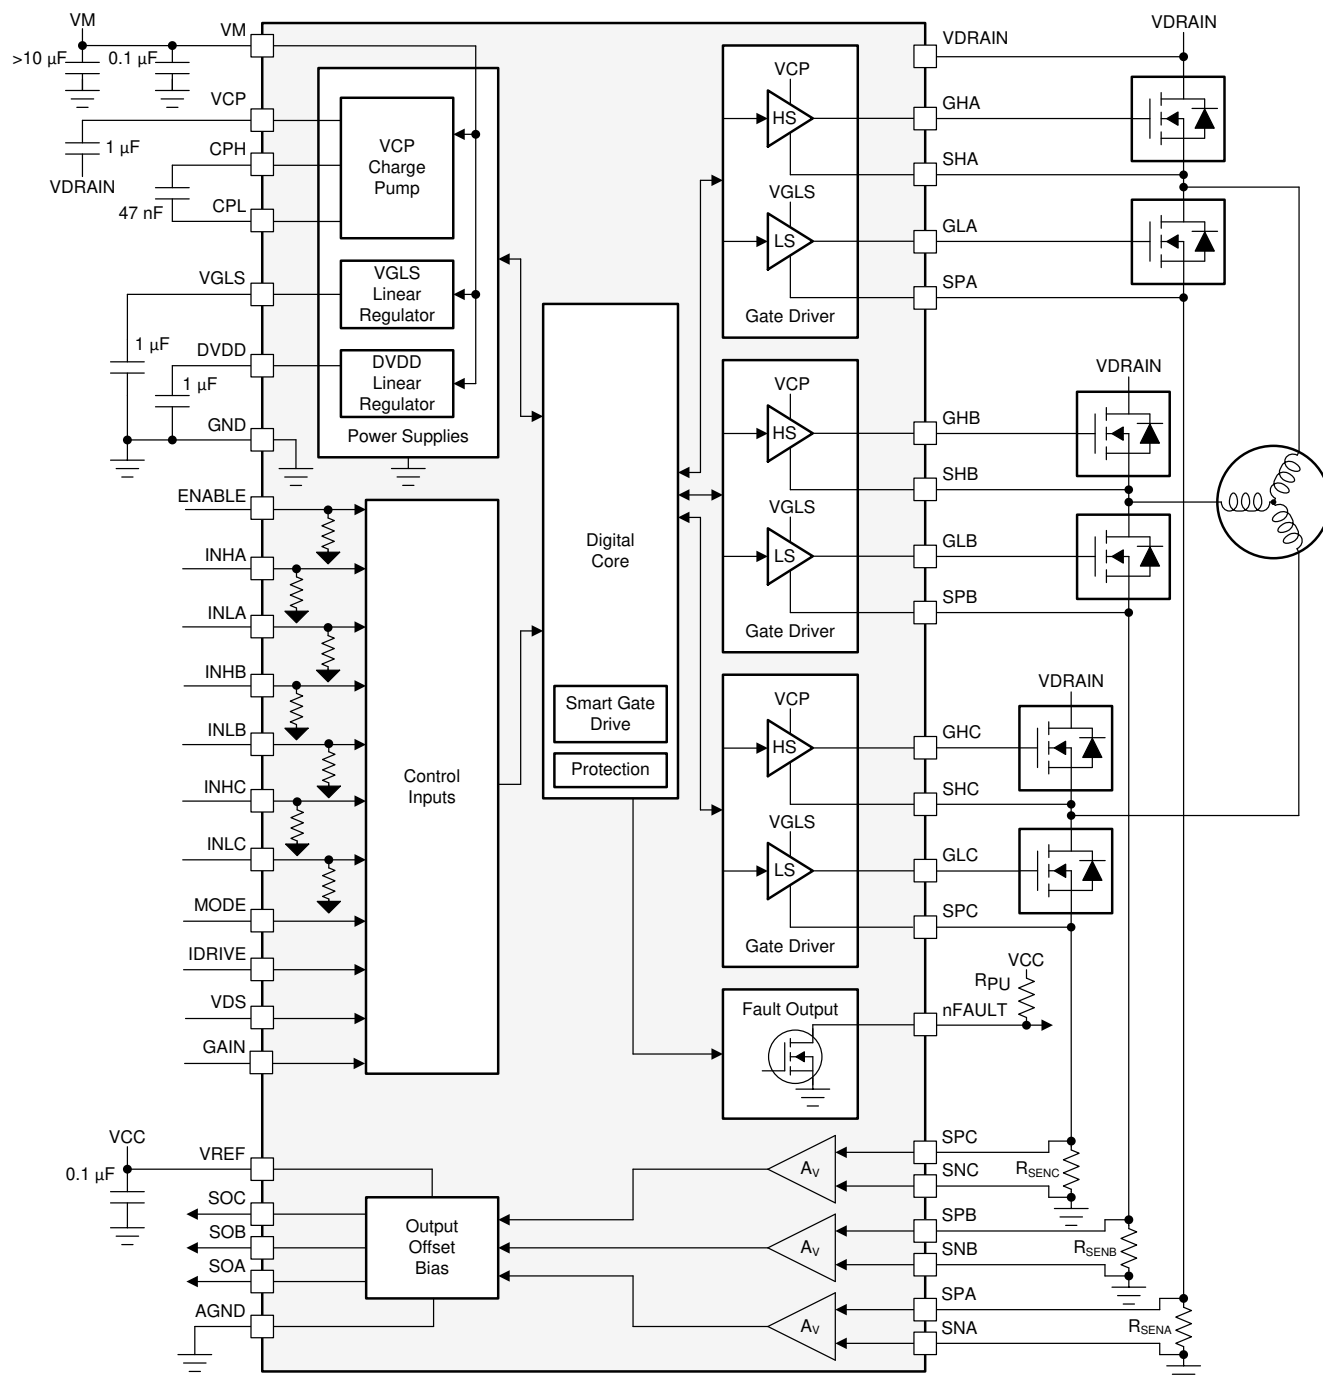 VM
VM
>10 µF
0.1 µF
VCP
1 µF
VDRAIN
CPH
47 nF
CPL
VCP
Charge
Pump
VGLS
1 µF
VGLS
Linear
Regulator
DVDD
1 µF
DVDD
Linear
Regulator
GND
Power Supplies
ENABLE
INHA
INLA
INHB
INLB
INHC
INLC
MODE
IDRIVE
VDS
GAIN
Control
Inputs
Digital
Core
Smart Gate
Drive
Protection
VCP
HS
VGLS
LS
Gate Driver
VCP
HS
VGLS
LS
Gate Driver
VCP
HS
VGLS
LS
Gate Driver
Fault Output
VDRAIN
VDRAIN
GHA
SHA
GLA
SPA
VDRAIN
GHB
SHB
GLB
SPB
VDRAIN
GHC
SHC
GLC
SPC
VCC
RPU
nFAULT
VCC
0.1 µF
VREF
SOC
SOB
SOA
AGND
Output
Offset
Bias
AV
AV
AV
SPC
SNC
RSENC
SPB
SNB
RSENB
SPA
SNA
RSENA